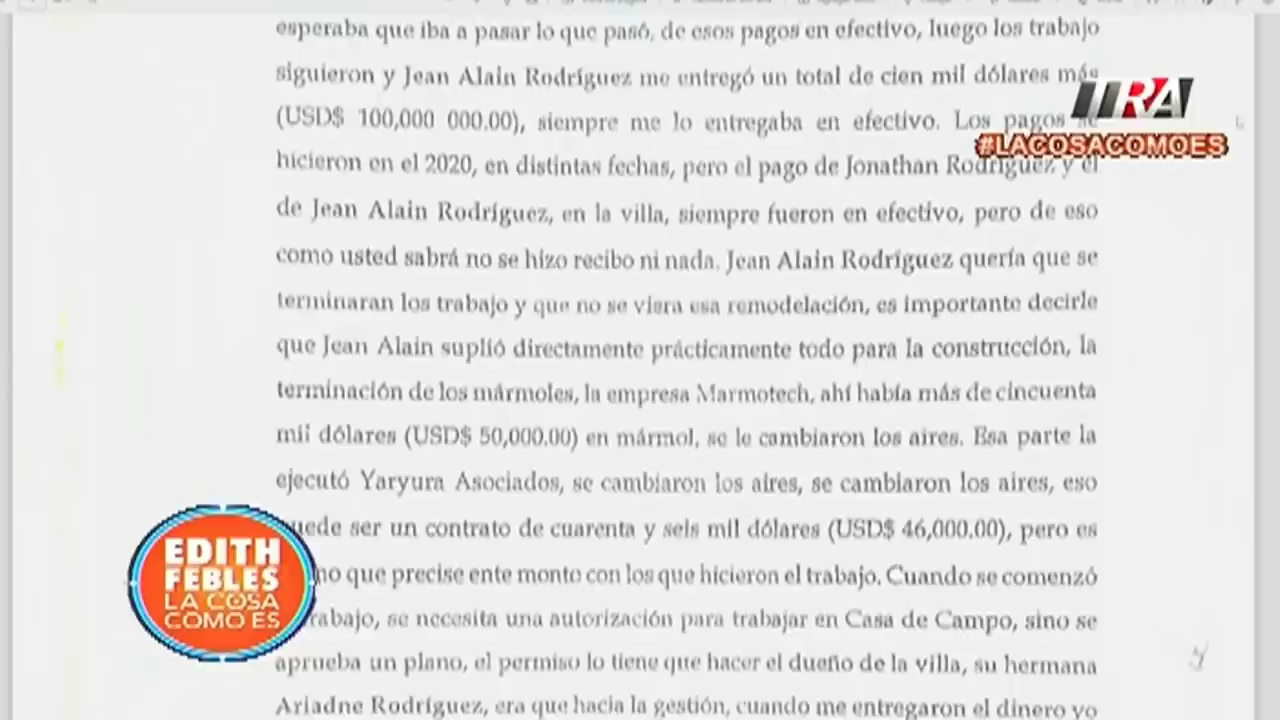 esperaba que iba a pasar lo que pasó, de esos pagos en efectivo, luego los trabajo
siguieron y Jean Alain Rodríguez me entregó un total de cien mil dólares más
(USD$ 100,000 000.00), siempre me lo entregaba en efectivo. Los pagos se
hicieron en el 2020, en distintas fechas, pero el pago de Jonathan Rodríguez y el
de Jean Alain Rodríguez, en la villa, siempre fueron en efectivo, pero de eso
como usted sabrá no se hizo recibo ni nada. Jean Alain Rodríguez quería que se
terminaran los trabajo y que no se viera esa remodelación, es importante decirle
que Jean Alain suplió directamente prácticamente todo para la construcción, la
terminación de los mármoles, la empresa Marmotech, ahí había más de cincuenta
mil dólares (USD$ 50,000.00) en mármol, se le cambiaron los aires. Esa parte la
ejecutó Yaryura Asociados, se cambiaron los aires, se cambiaron los aires, eso
uede ser un contrato de cuarenta y seis mil dólares (USD$ 46,000.00), pero es
no que precise ente monto con los que hicieron el trabajo. Cuando se comenzó
rabajo, se necesita una autorización para trabajar en Casa de Campo, sino se
aprueba un plano, el permiso lo tiene que hacer el dueño de la villa, su hermana
Ariadne Rodríguez, era que hacía la gestión, cuando me entregaron el dinero yo
TRA
#LACOSACOMOES
EDITH
FEBLES
LA COSA
COMO ES